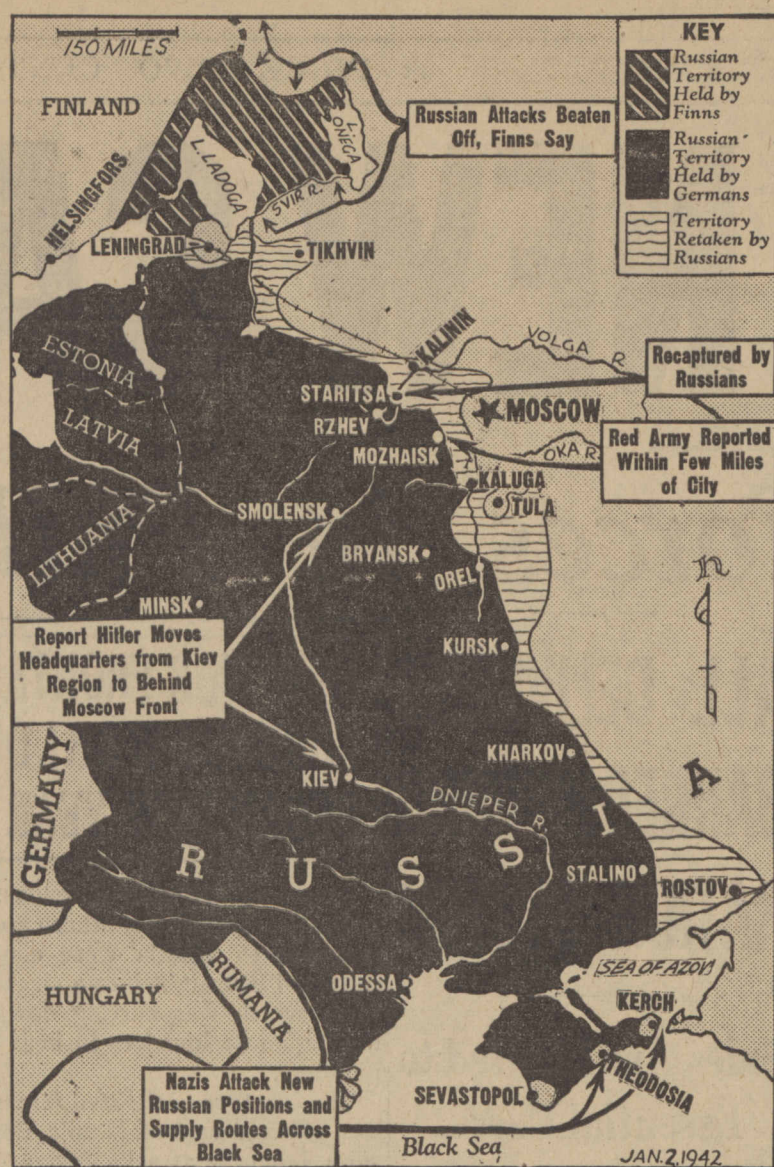 150 MILES
KEY
Russian
Territory
Held by
Finns
Russian
Territory
Held by
Germans
Territory
Retaken by
Russians
FINLAND
Russian Attacks Beaten
Off, Finns Say
L. ONEGA
L. LADOGA
SVIR R.
HELSINGFORS
LENINGRAD
TIKHVIN
ESTONIA
KALININ
VOLGA R.
Recaptured by
Russians
STARITSA
LATVIA
RZHEV
MOSCOW
MOZHAISK
OKA R.
Red Army Reported
Within Few Miles
of City
KALUGA
SMOLENSK
TULA
LITHUANIA
BRYANSK
OREL
n
MINSK
Report Hitler Moves
Headquarters from Kiev
Region to Behind
Moscow Front
KURSK
KHARKOV
KIEV
DNIEPER R.
GERMANY
RUSSIA
STALINO
ROSTOV
SEA OF AZOV
ODESSA
HUNGARY
RUMANIA
KERCH
THEODOSIA
SEVASTOPOL
Nazis Attack New
Russian Positions and
Supply Routes Across
Black Sea
Black Sea
JAN. 2, 1942